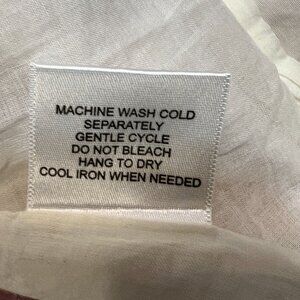 MACHINE WASH COLD
SEPARATELY
GENTLE CYCLE
DO NOT BLEACH
HANG TO DRY
COOL IRON WHEN NEEDED